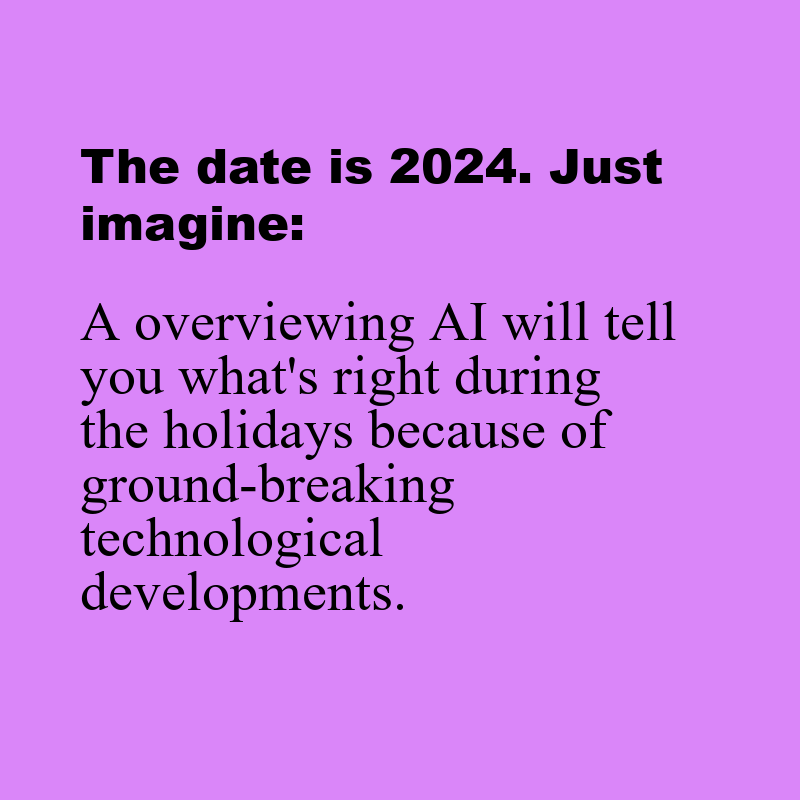 The date is 2024. Just
imagine:
A overviewing AI will tell
you what's right during
the holidays because of
ground-breaking
technological
developments.